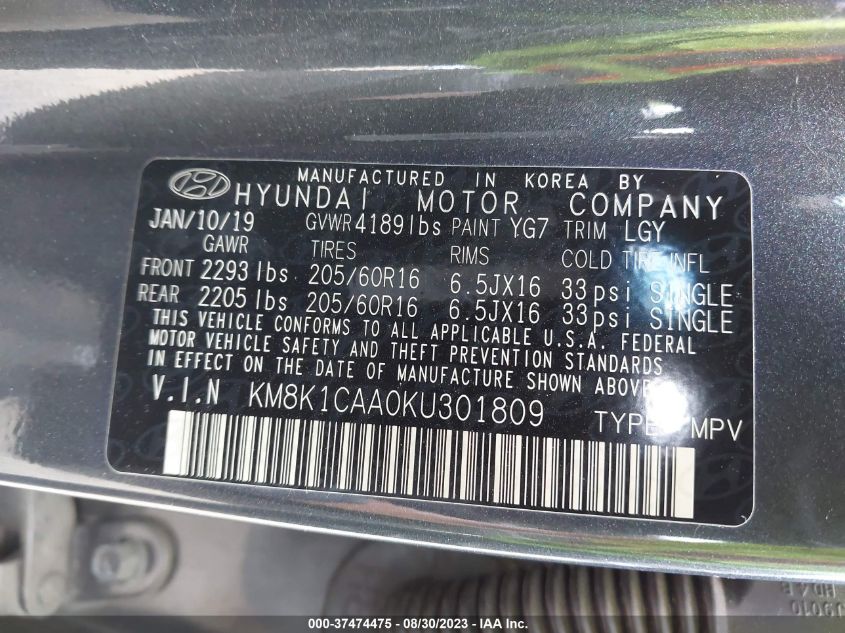 MANUFACTURED IN KOREA BY
HYUNDAI MOTOR COMPANY
JAN/10/19 GVWR 4189 lbs PAINT YG7 TRIM LGY
GAWR TIRES RIMS COLD TIRE INFL
FRONT 2293 lbs 205/60R16 6.5JX16 33 psi SINGLE
REAR 2205 lbs 205/60R16 6.5JX16 33 psi SINGLE
THIS VEHICLE CONFORMS TO ALL APPLICABLE U.S.A. FEDERAL
MOTOR VEHICLE SAFETY AND THEFT PREVENTION STANDARDS
IN EFFECT ON THE DATE OF MANUFACTURE SHOWN ABOVE.
V.I.N KM8K1CAA0KU301809 TYPE MPV
000-37474475 - 08/30/2023 - IAA Inc.